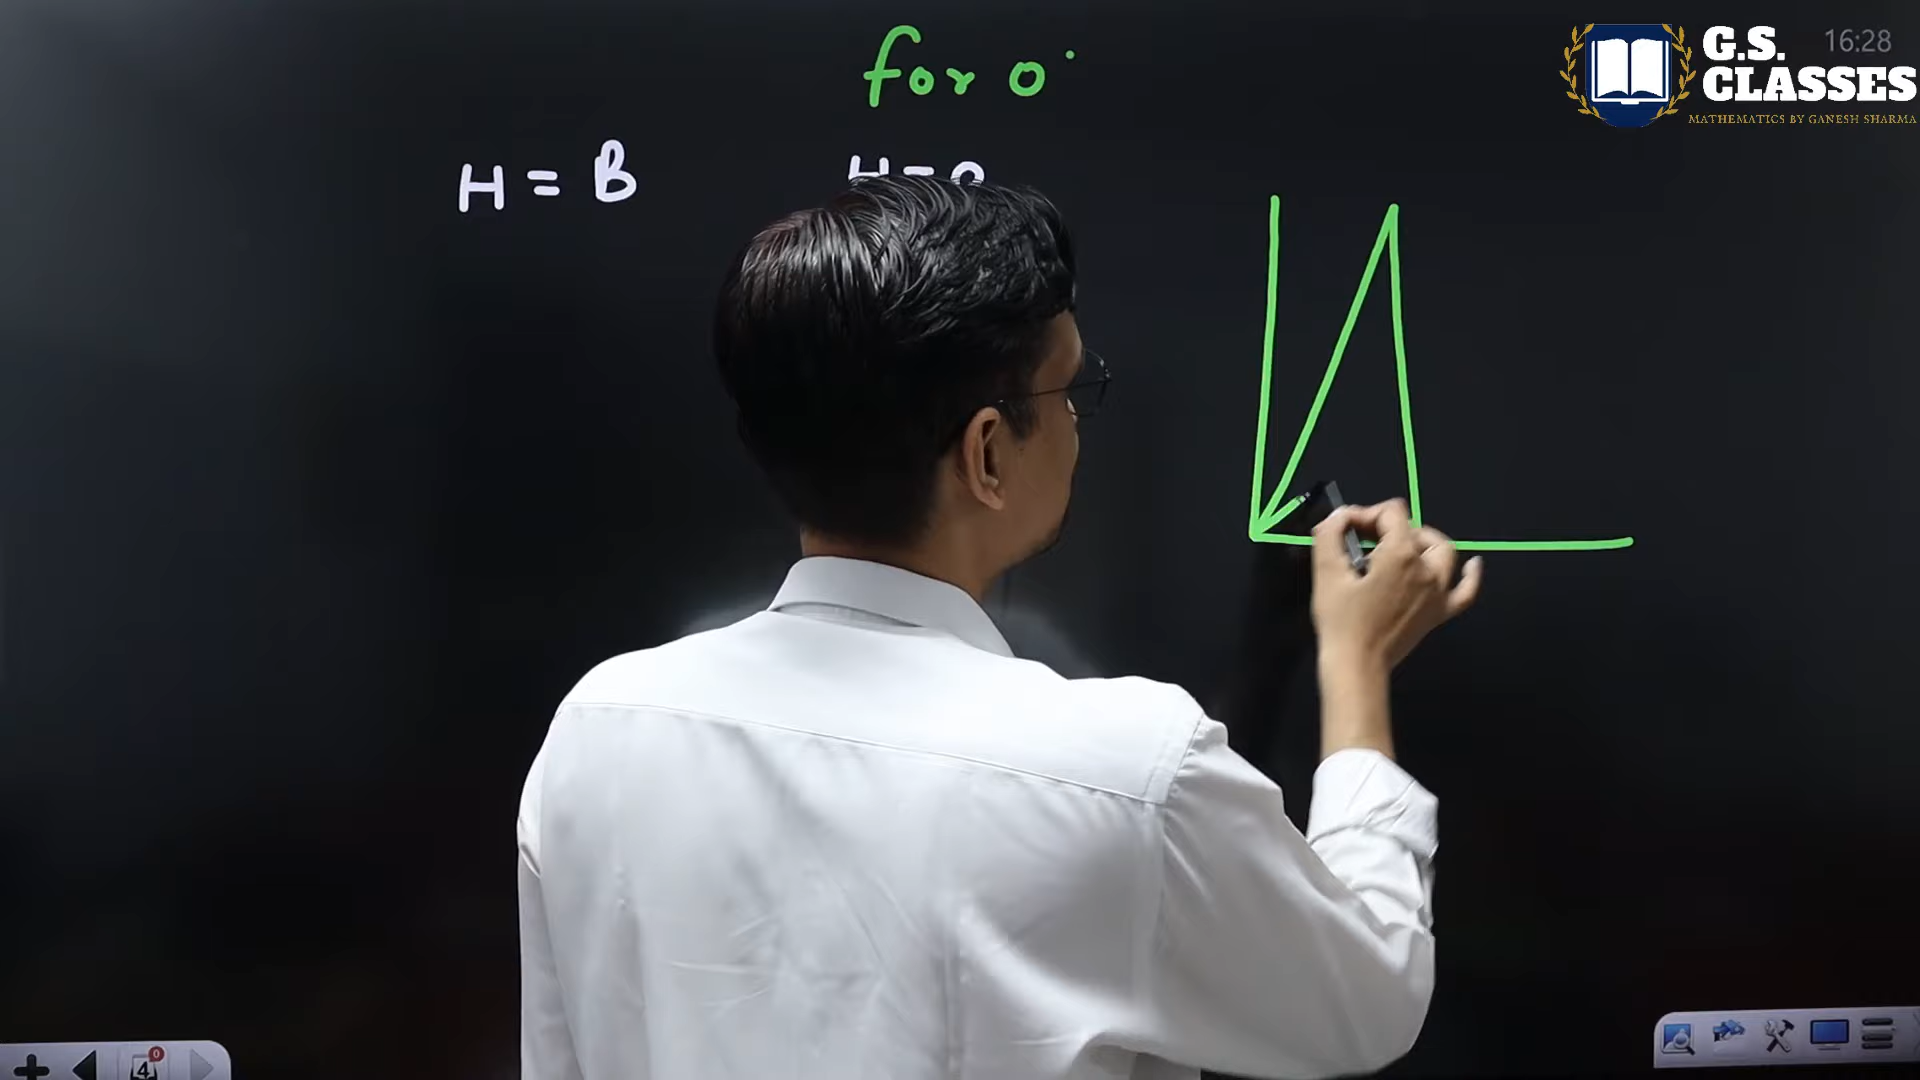 for 0°
H = B
G.S.
CLASSES
MATHEMATICS BY GANESH SHARMA
16:28
0
4